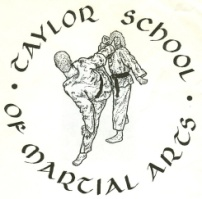 • TAYLOR SCHOOL •
OF MARTIAL ARTS